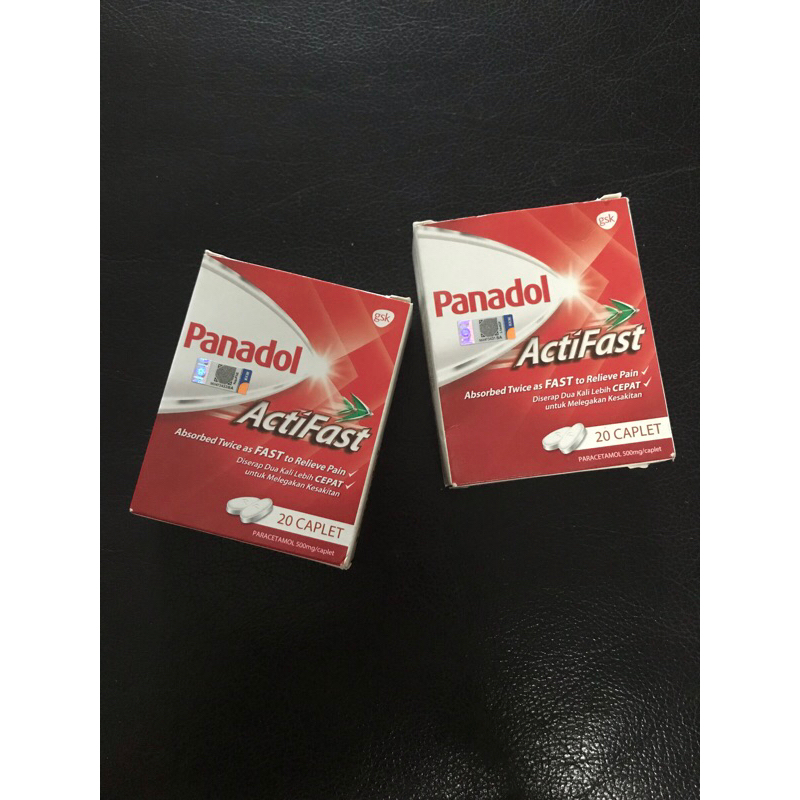 gsk
Panadol
ActiFast
Absorbed Twice as FAST to Relieve Pain
Diserap Dua Kali Lebih CEPAT
untuk Melegakan Kesakitan
20 CAPLET
PARACETAMOL 500mg/caplet
gsk
Panadol
ActiFast
Absorbed Twice as FAST to Relieve Pain
Diserap Dua Kali Lebih CEPAT
untuk Melegakan Kesakitan
20 CAPLET
PARACETAMOL 500mg/caplet